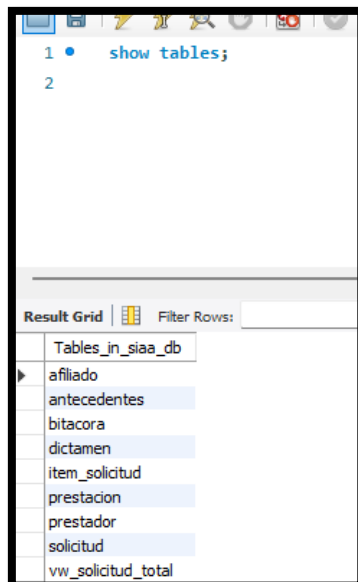 1 show tables;
2
Result Grid Filter Rows:
Tables_in_siaa_db
afiliado
antecedentes
bitacora
dictamen
item_solicitud
prestacion
prestador
solicitud
vw_solicitud_total